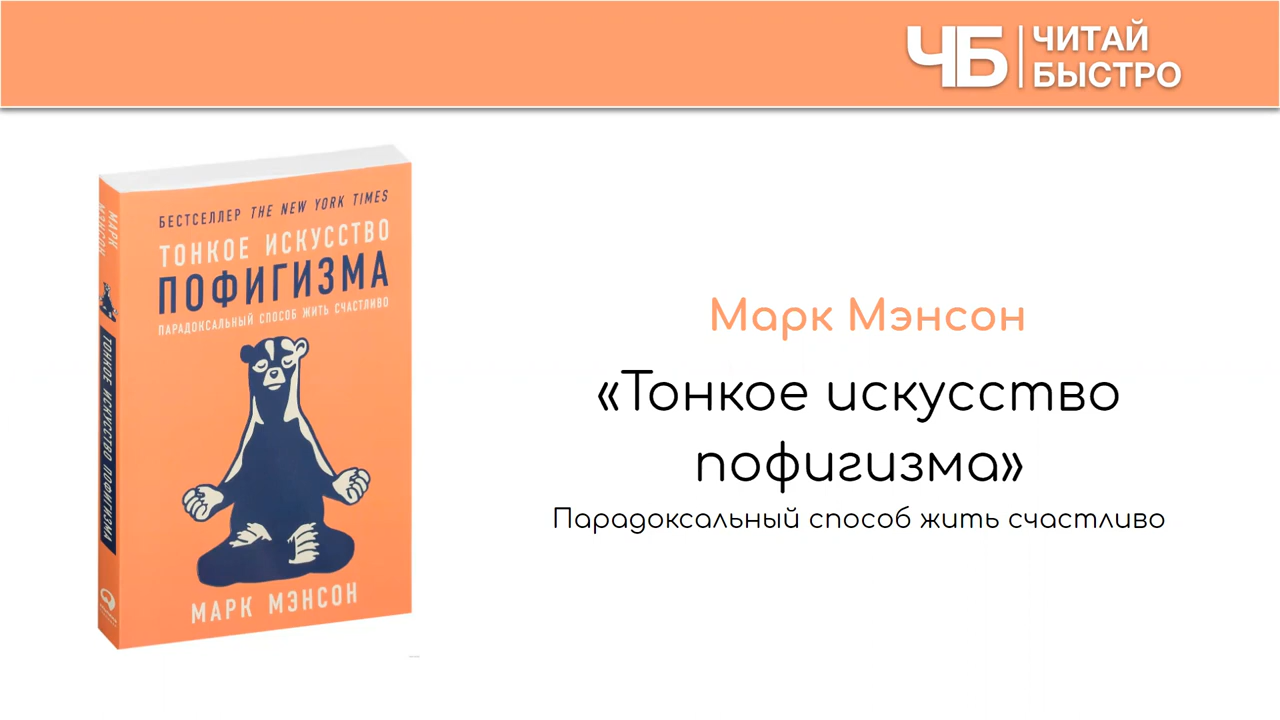 ЧБ
ЧИТАЙ
БЫСТРО
БЕСТСЕЛЛЕР THE NEW YORK TIMES
ТОНКОЕ ИСКУССТВО
ПОФИГИЗМА
ПАРАДОКСАЛЬНЫЙ СПОСОБ ЖИТЬ СЧАСТЛИВО
МАРК МЭНСОН
МАРК
МЭНСОН
ТОНКОЕ ИСКУССТВО ПОФИГИЗМА
Марк Мэнсон
«Тонкое искусство
пофигизма»
Парадоксальный способ жить счастливо